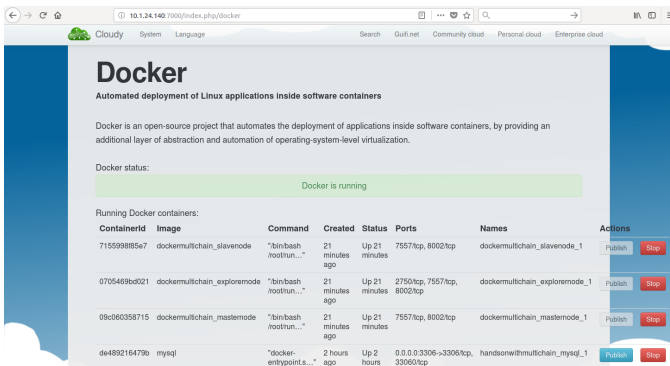 10.1.24.140:7000/index.php/docker
Cloudy System Language Search Guifi.net Community cloud Personal cloud Enterprise cloud
Docker
Automated deployment of Linux applications inside software containers
Docker is an open-source project that automates the deployment of applications inside software containers, by providing an
additional layer of abstraction and automation of operating-system-level virtualization.
Docker status:
Docker is running
Running Docker containers:
ContainerId Image Command Created Status Ports Names Actions
7155998f85e7 dockermultichain_slavenode "/bin/bash 21 Up 21 7557/tcp, 8002/tcp dockermultichain_slavenode_1 Publish Stop
/root/run…" minutes minutes
ago
0705469bd021 dockermultichain_explorernode "/bin/bash 21 Up 21 2750/tcp, 7557/tcp, dockermultichain_explorernode_1 Publish Stop
/root/run…" minutes minutes 8002/tcp
ago
09c060358715 dockermultichain_masternode "/bin/bash 21 Up 21 7557/tcp, 8002/tcp dockermultichain_masternode_1 Publish Stop
/root/run…" minutes minutes
ago
de489216479b mysql "docker- 2 hours Up 2 0.0.0.0:3306->3306/tcp, handsonwithmultichain_mysql_1 Publish Stop
entrypoint.s…" ago hours 33060/tcp